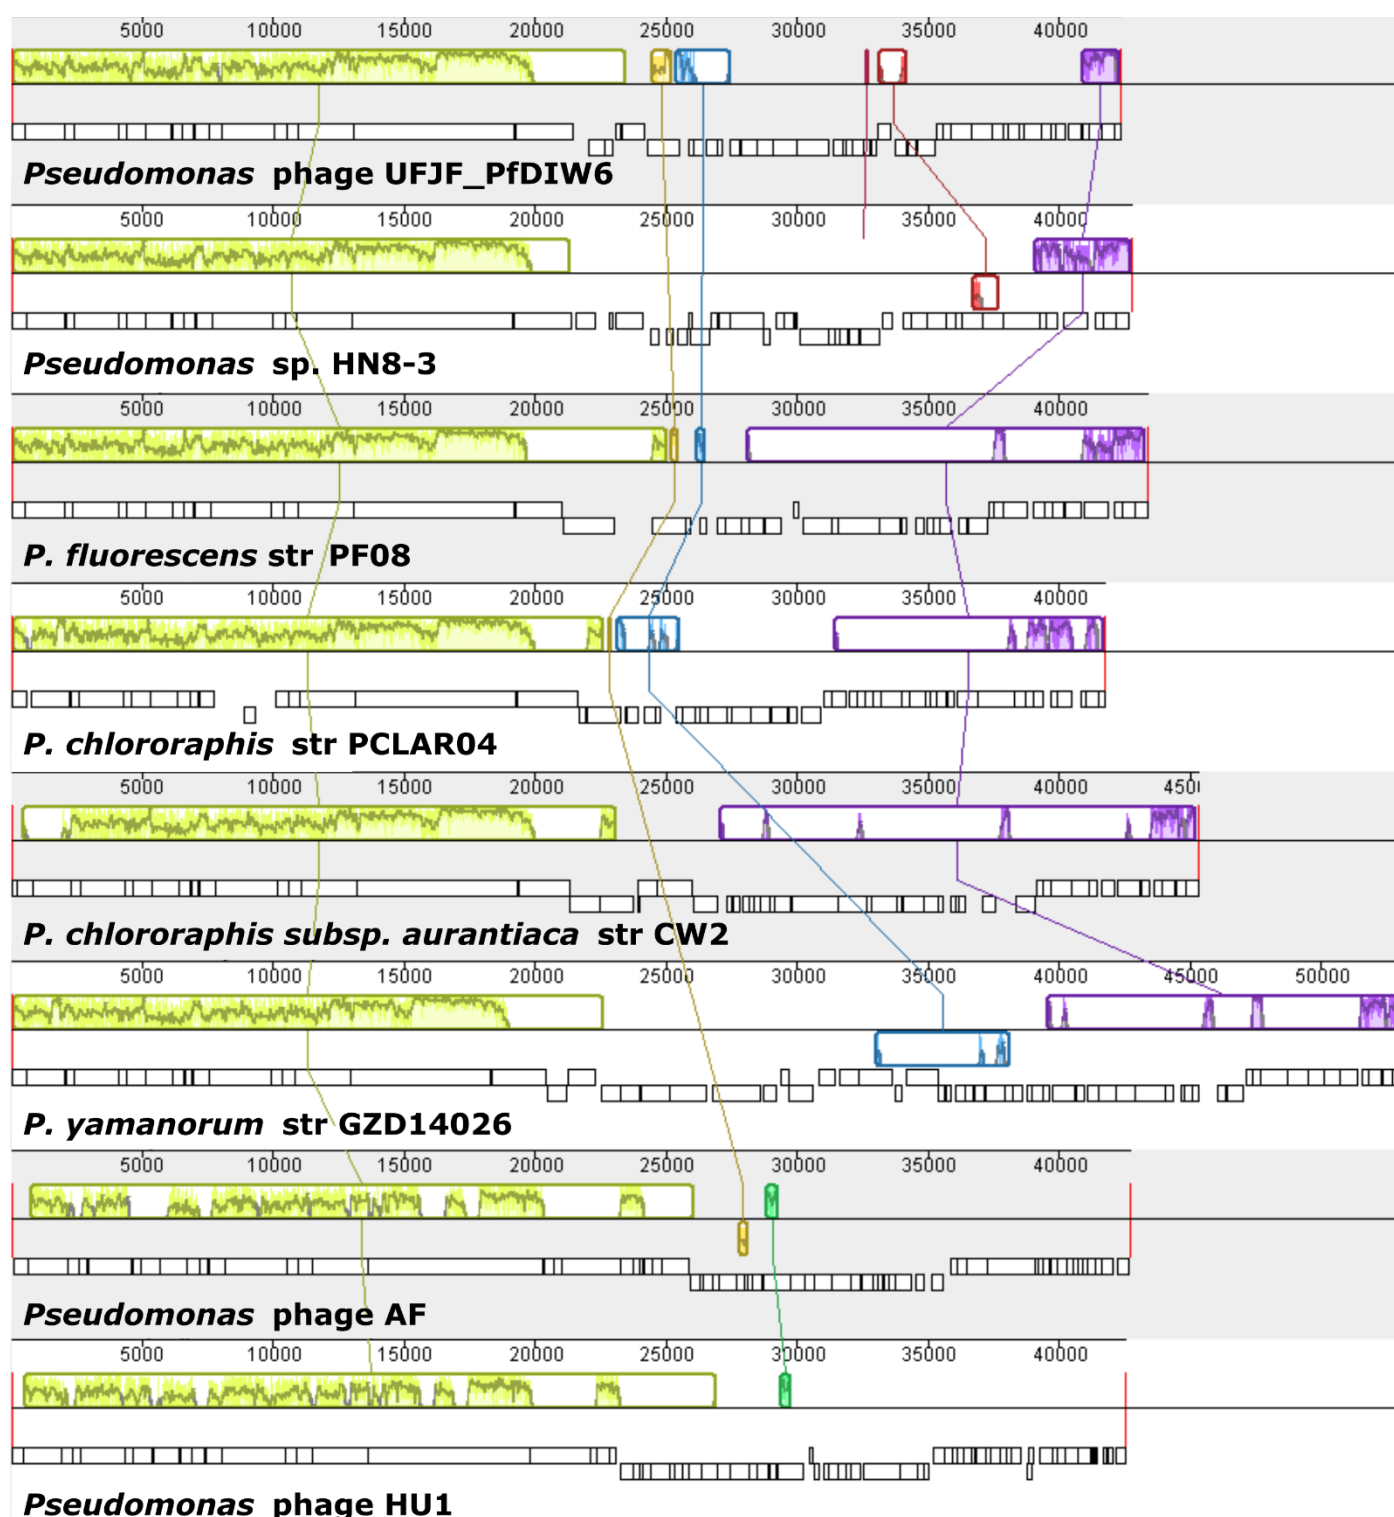 5000 10000 15000 20000 25000 30000 35000 40000
Pseudomonas phage UFJF_PfDIW6
5000 10000 15000 20000 25000 30000 35000 40000
Pseudomonas sp. HN8-3
5000 10000 15000 20000 25000 30000 35000 40000
P. fluorescens str PF08
5000 10000 15000 20000 25000 30000 35000 40000
P. chlororaphis str PCLAR04
5000 10000 15000 20000 25000 30000 35000 40000
P. chlororaphis subsp. aurantiaca str CW2
5000 10000 15000 20000 25000 30000 35000 40000 45000 50000
P. yamanorum str GZD14026
5000 10000 15000 20000 25000 30000 35000 40000
Pseudomonas phage AF
5000 10000 15000 20000 25000 30000 35000 40000
Pseudomonas phage HU1